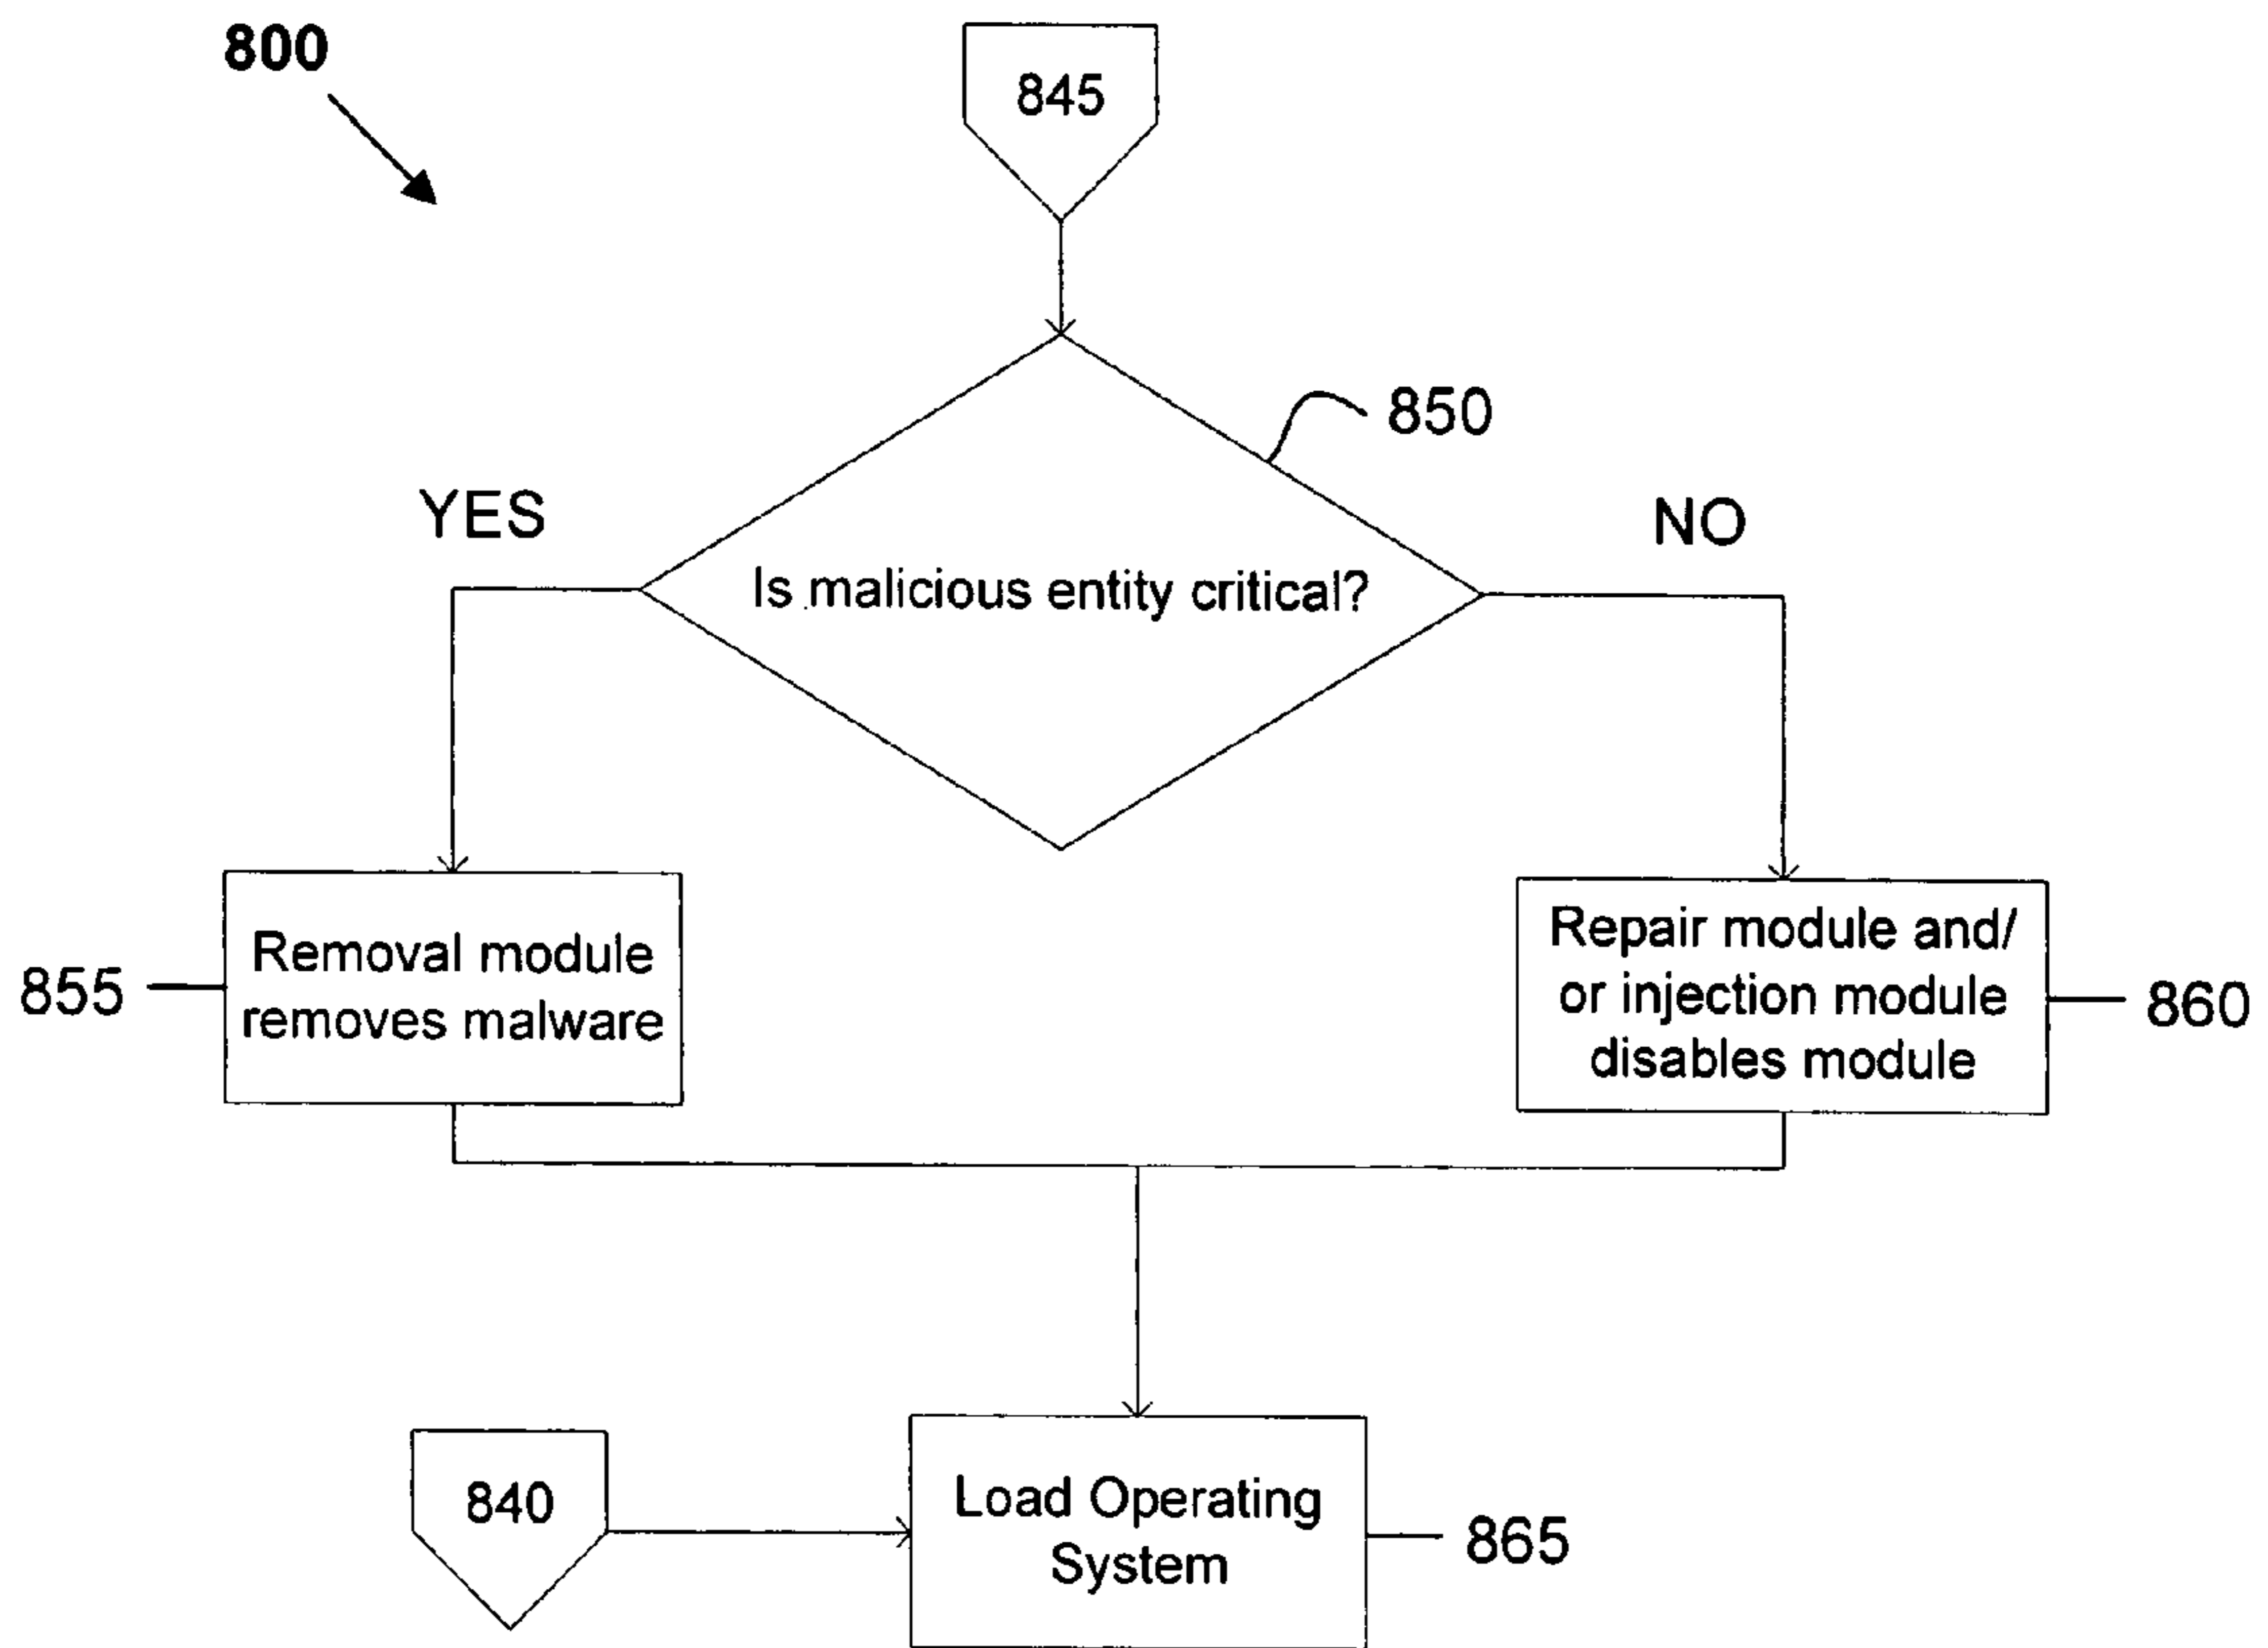 800
845
850
YES
NO
Is malicious entity critical?
855
Removal module
removes malware
Repair module and/
or injection module
disables module
860
840
Load Operating
System
865